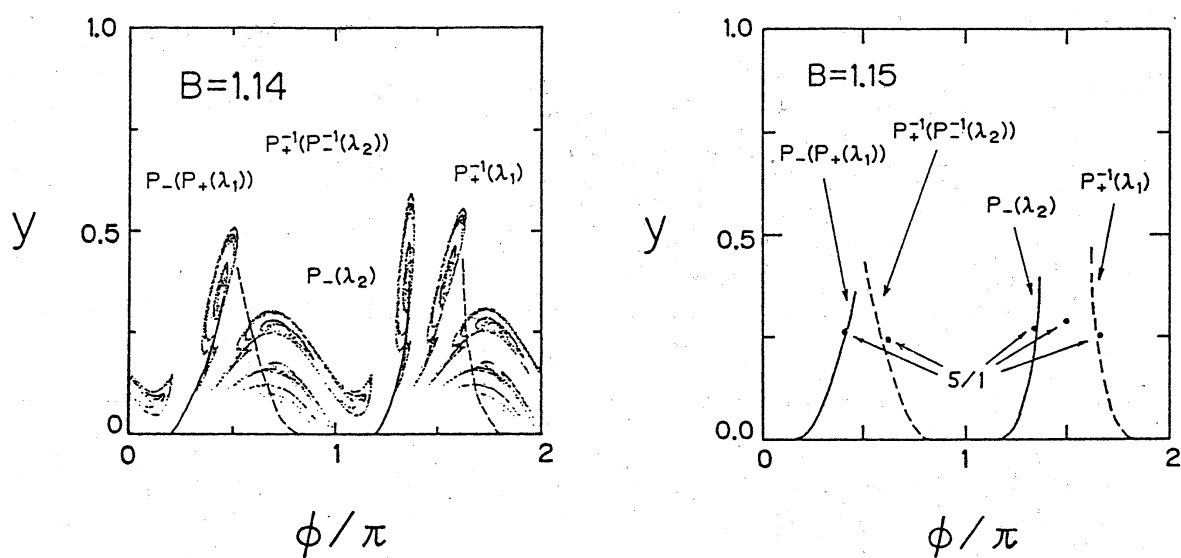 1.0
B=1.14
P₊⁻¹(P₋⁻¹(λ₂))
P₋(P₊(λ₁))
P₊⁻¹(λ₁)
y
0.5
P₋(λ₂)
0
0
1
2
ϕ/π
1.0
B=1.15
P₊⁻¹(P₋⁻¹(λ₂))
P₋(P₊(λ₁))
P₊⁻¹(λ₁)
P₋(λ₂)
y
0.5
5/1
0.0
0
1
2
ϕ/π